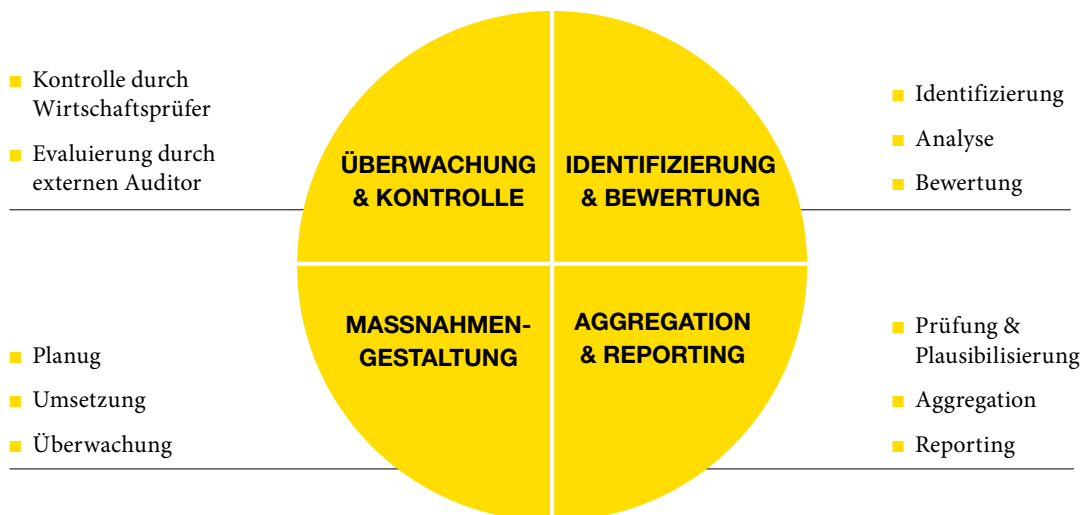 Kontrolle durch
Wirtschaftsprüfer
Evaluierung durch
externen Auditor
ÜBERWACHUNG
& KONTROLLE
IDENTIFIZIERUNG
& BEWERTUNG
Identifizierung
Analyse
Bewertung
Planug
Umsetzung
Überwachung
MASSNAHMEN-
GESTALTUNG
AGGREGATION
& REPORTING
Prüfung &
Plausibilisierung
Aggregation
Reporting